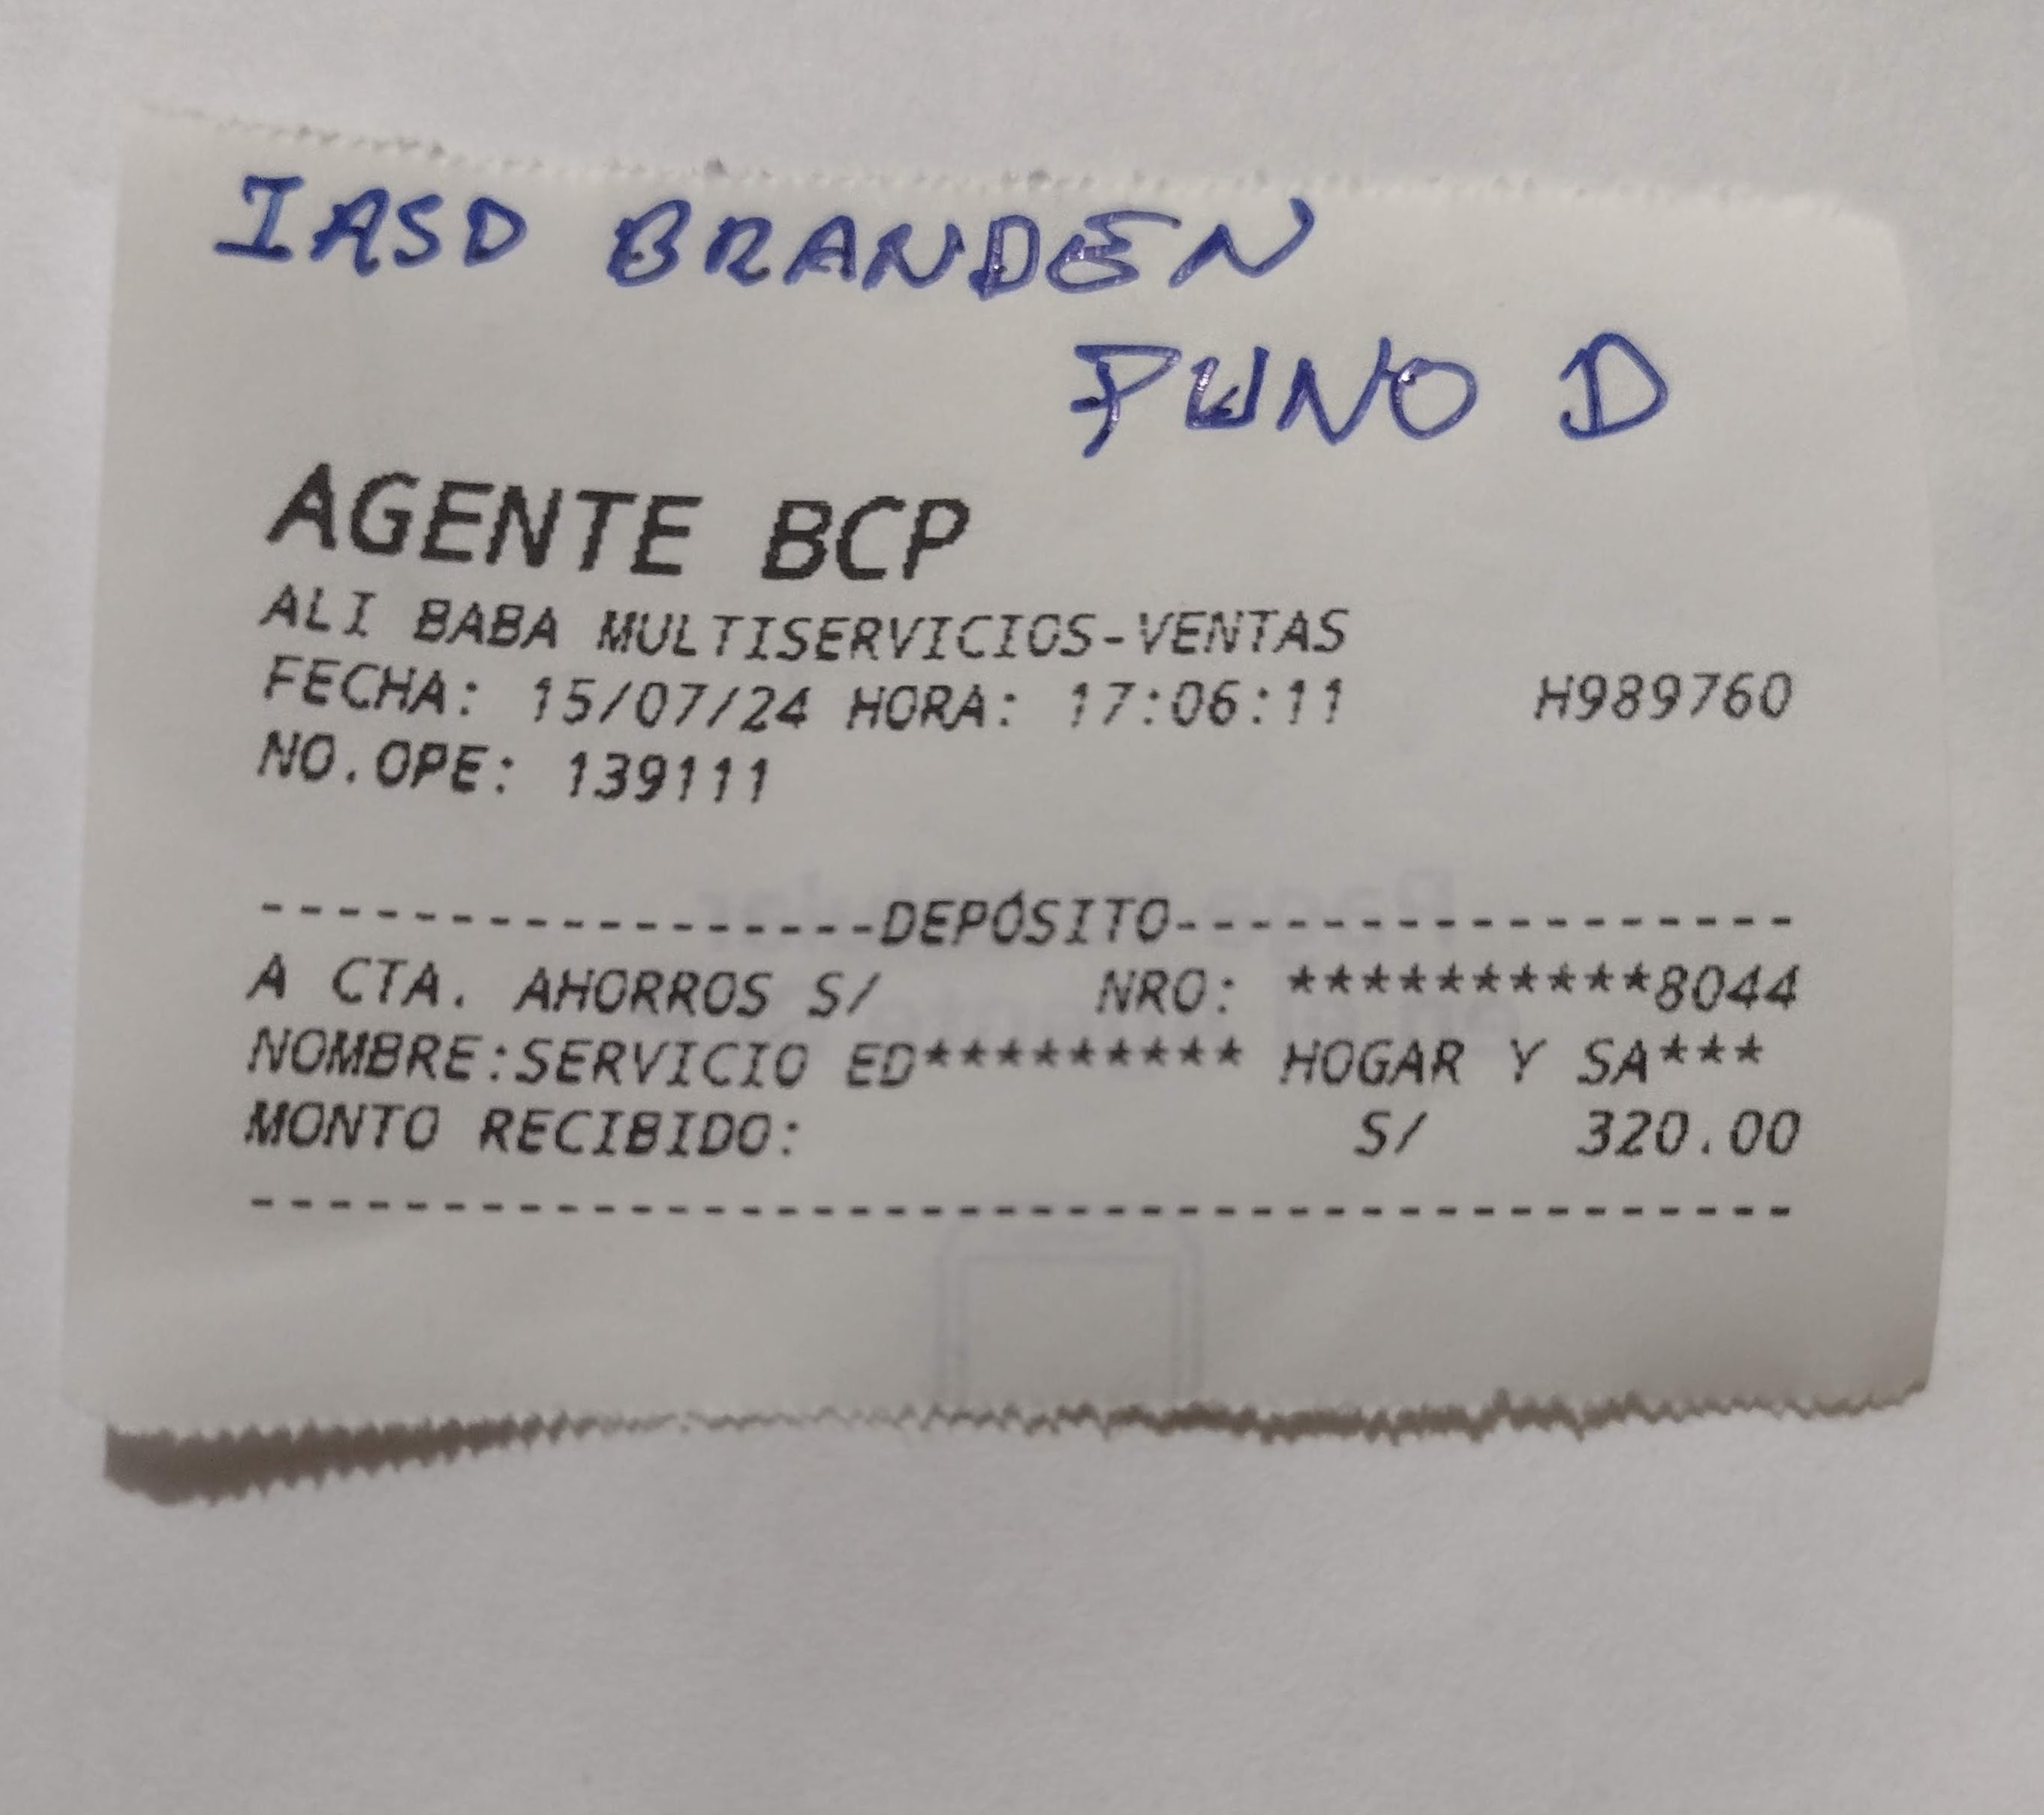 IASD BRANDEN
PUNO D
AGENTE BCP
ALI BABA MULTISERVICIOS-VENTAS
FECHA: 15/07/24 HORA: 17:06:11 H989760
NO.OPE: 139111
-----------------DEPÓSITO-----------------
A CTA. AHORROS S/ NRO: **********8044
NOMBRE:SERVICIO ED********* HOGAR Y SA***
MONTO RECIBIDO: S/ 320.00